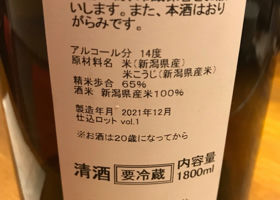 いします。また、本酒はおり
がらみです。
アルコール分 14度
原材料名 米(新潟県産)
米こうじ(新潟県産米)
精米歩合 65%
酒米 新潟県産米100%
製造年月 2021年12月
仕込ロット vol.1
※お酒は20歳になってから
清酒 要冷蔵 内容量
1800ml